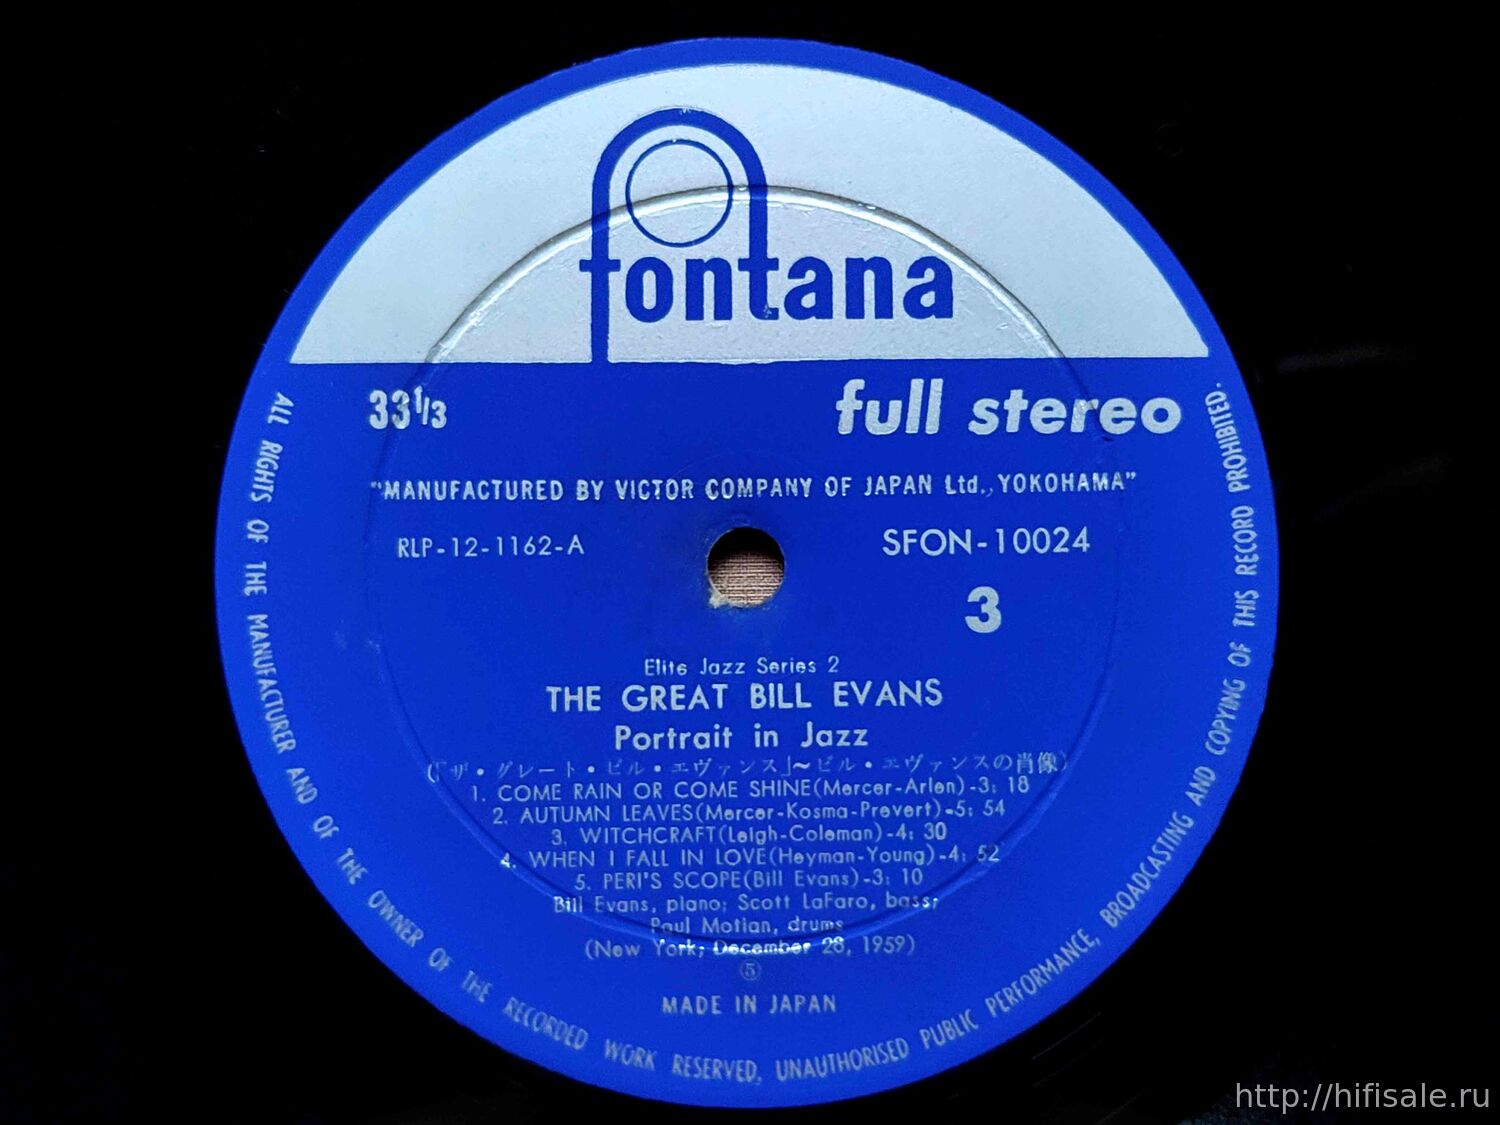 fontana
33 1/3
full stereo
"MANUFACTURED BY VICTOR COMPANY OF JAPAN Ltd., YOKOHAMA"
RLP-12-1162-A
SFON-10024
3
Elite Jazz Series 2
THE GREAT BILL EVANS
Portrait in Jazz
(「ザ・グレート・ビル・エヴァンス」〜ビル・エヴァンスの肖像)
1. COME RAIN OR COME SHINE(Mercer-Arlen)-3: 18
2. AUTUMN LEAVES(Mercer-Kosma-Prevert)-5: 54
3. WITCHCRAFT(Leigh-Coleman)-4: 30
4. WHEN I FALL IN LOVE(Heyman-Young)-4: 52
5. PERI'S SCOPE(Bill Evans)-3: 10
Bill Evans, piano; Scott LaFaro, bass;
Paul Motian, drums
(New York; December 28, 1959)
⑤
MADE IN JAPAN
ALL RIGHTS OF THE MANUFACTURER AND OF THE OWNER OF THE RECORDED WORK RESERVED, UNAUTHORISED PUBLIC PERFORMANCE, BROADCASTING AND COPYING OF THIS RECORD PROHIBITED.
http://hifisale.ru